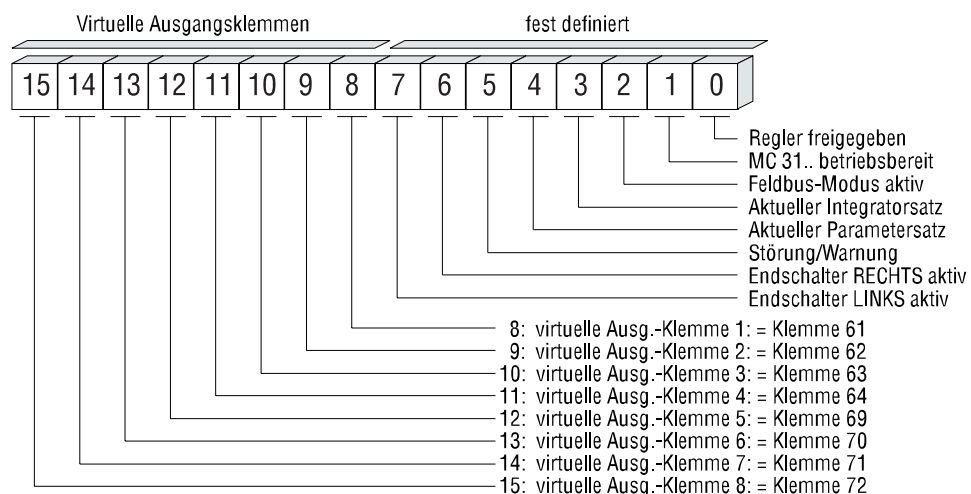 Virtuelle Ausgangsklemmen fest definiert
15 14 13 12 11 10 9 8 7 6 5 4 3 2 1 0
Regler freigegeben
MC 31.. betriebsbereit
Feldbus-Modus aktiv
Aktueller Integratorsatz
Aktueller Parametersatz
Störung/Warnung
Endschalter RECHTS aktiv
Endschalter LINKS aktiv
8: virtuelle Ausg.-Klemme 1: = Klemme 61
9: virtuelle Ausg.-Klemme 2: = Klemme 62
10: virtuelle Ausg.-Klemme 3: = Klemme 63
11: virtuelle Ausg.-Klemme 4: = Klemme 64
12: virtuelle Ausg.-Klemme 5: = Klemme 69
13: virtuelle Ausg.-Klemme 6: = Klemme 70
14: virtuelle Ausg.-Klemme 7: = Klemme 71
15: virtuelle Ausg.-Klemme 8: = Klemme 72